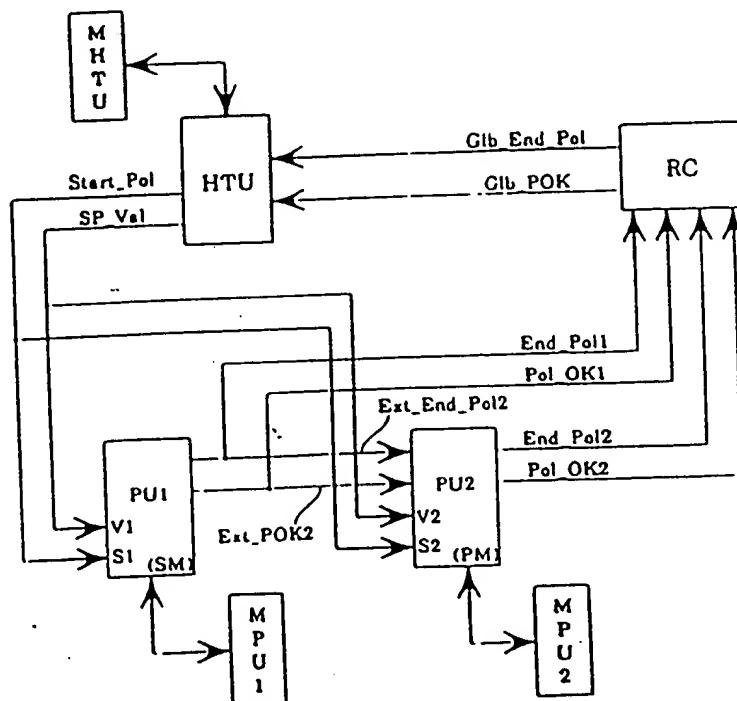 M
H
T
U
Glb_End_Pol
RC
Start_Pol
HTU
Glb_POK
SP_Val
End_Pol1
Pol_OK1
Ext_End_Pol2
End_Pol2
PU1
PU2
Pol_OK2
V1
Ext_POK2
V2
S1
(SM)
S2
(PM)
M
P
U
1
M
P
U
2